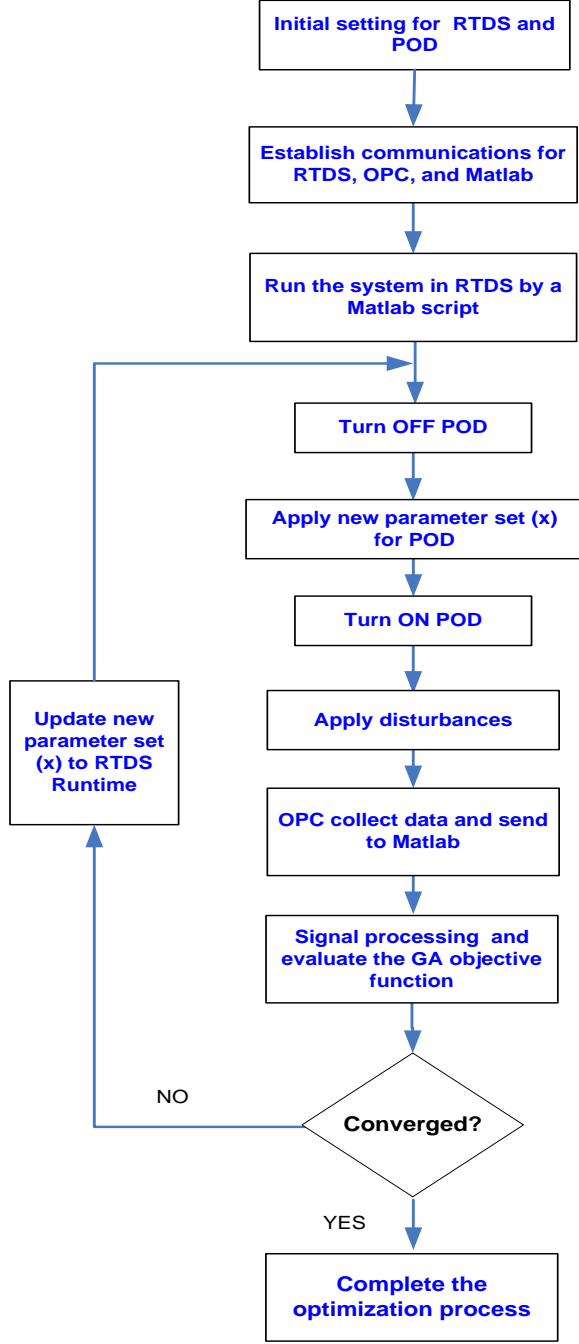 Initial setting for RTDS and
POD
Establish communications for
RTDS, OPC, and Matlab
Run the system in RTDS by a
Matlab script
Turn OFF POD
Apply new parameter set (x)
for POD
Turn ON POD
Update new
parameter set
(x) to RTDS
Runtime
Apply disturbances
OPC collect data and send
to Matlab
Signal processing and
evaluate the GA objective
function
NO
Converged?
YES
Complete the
optimization process